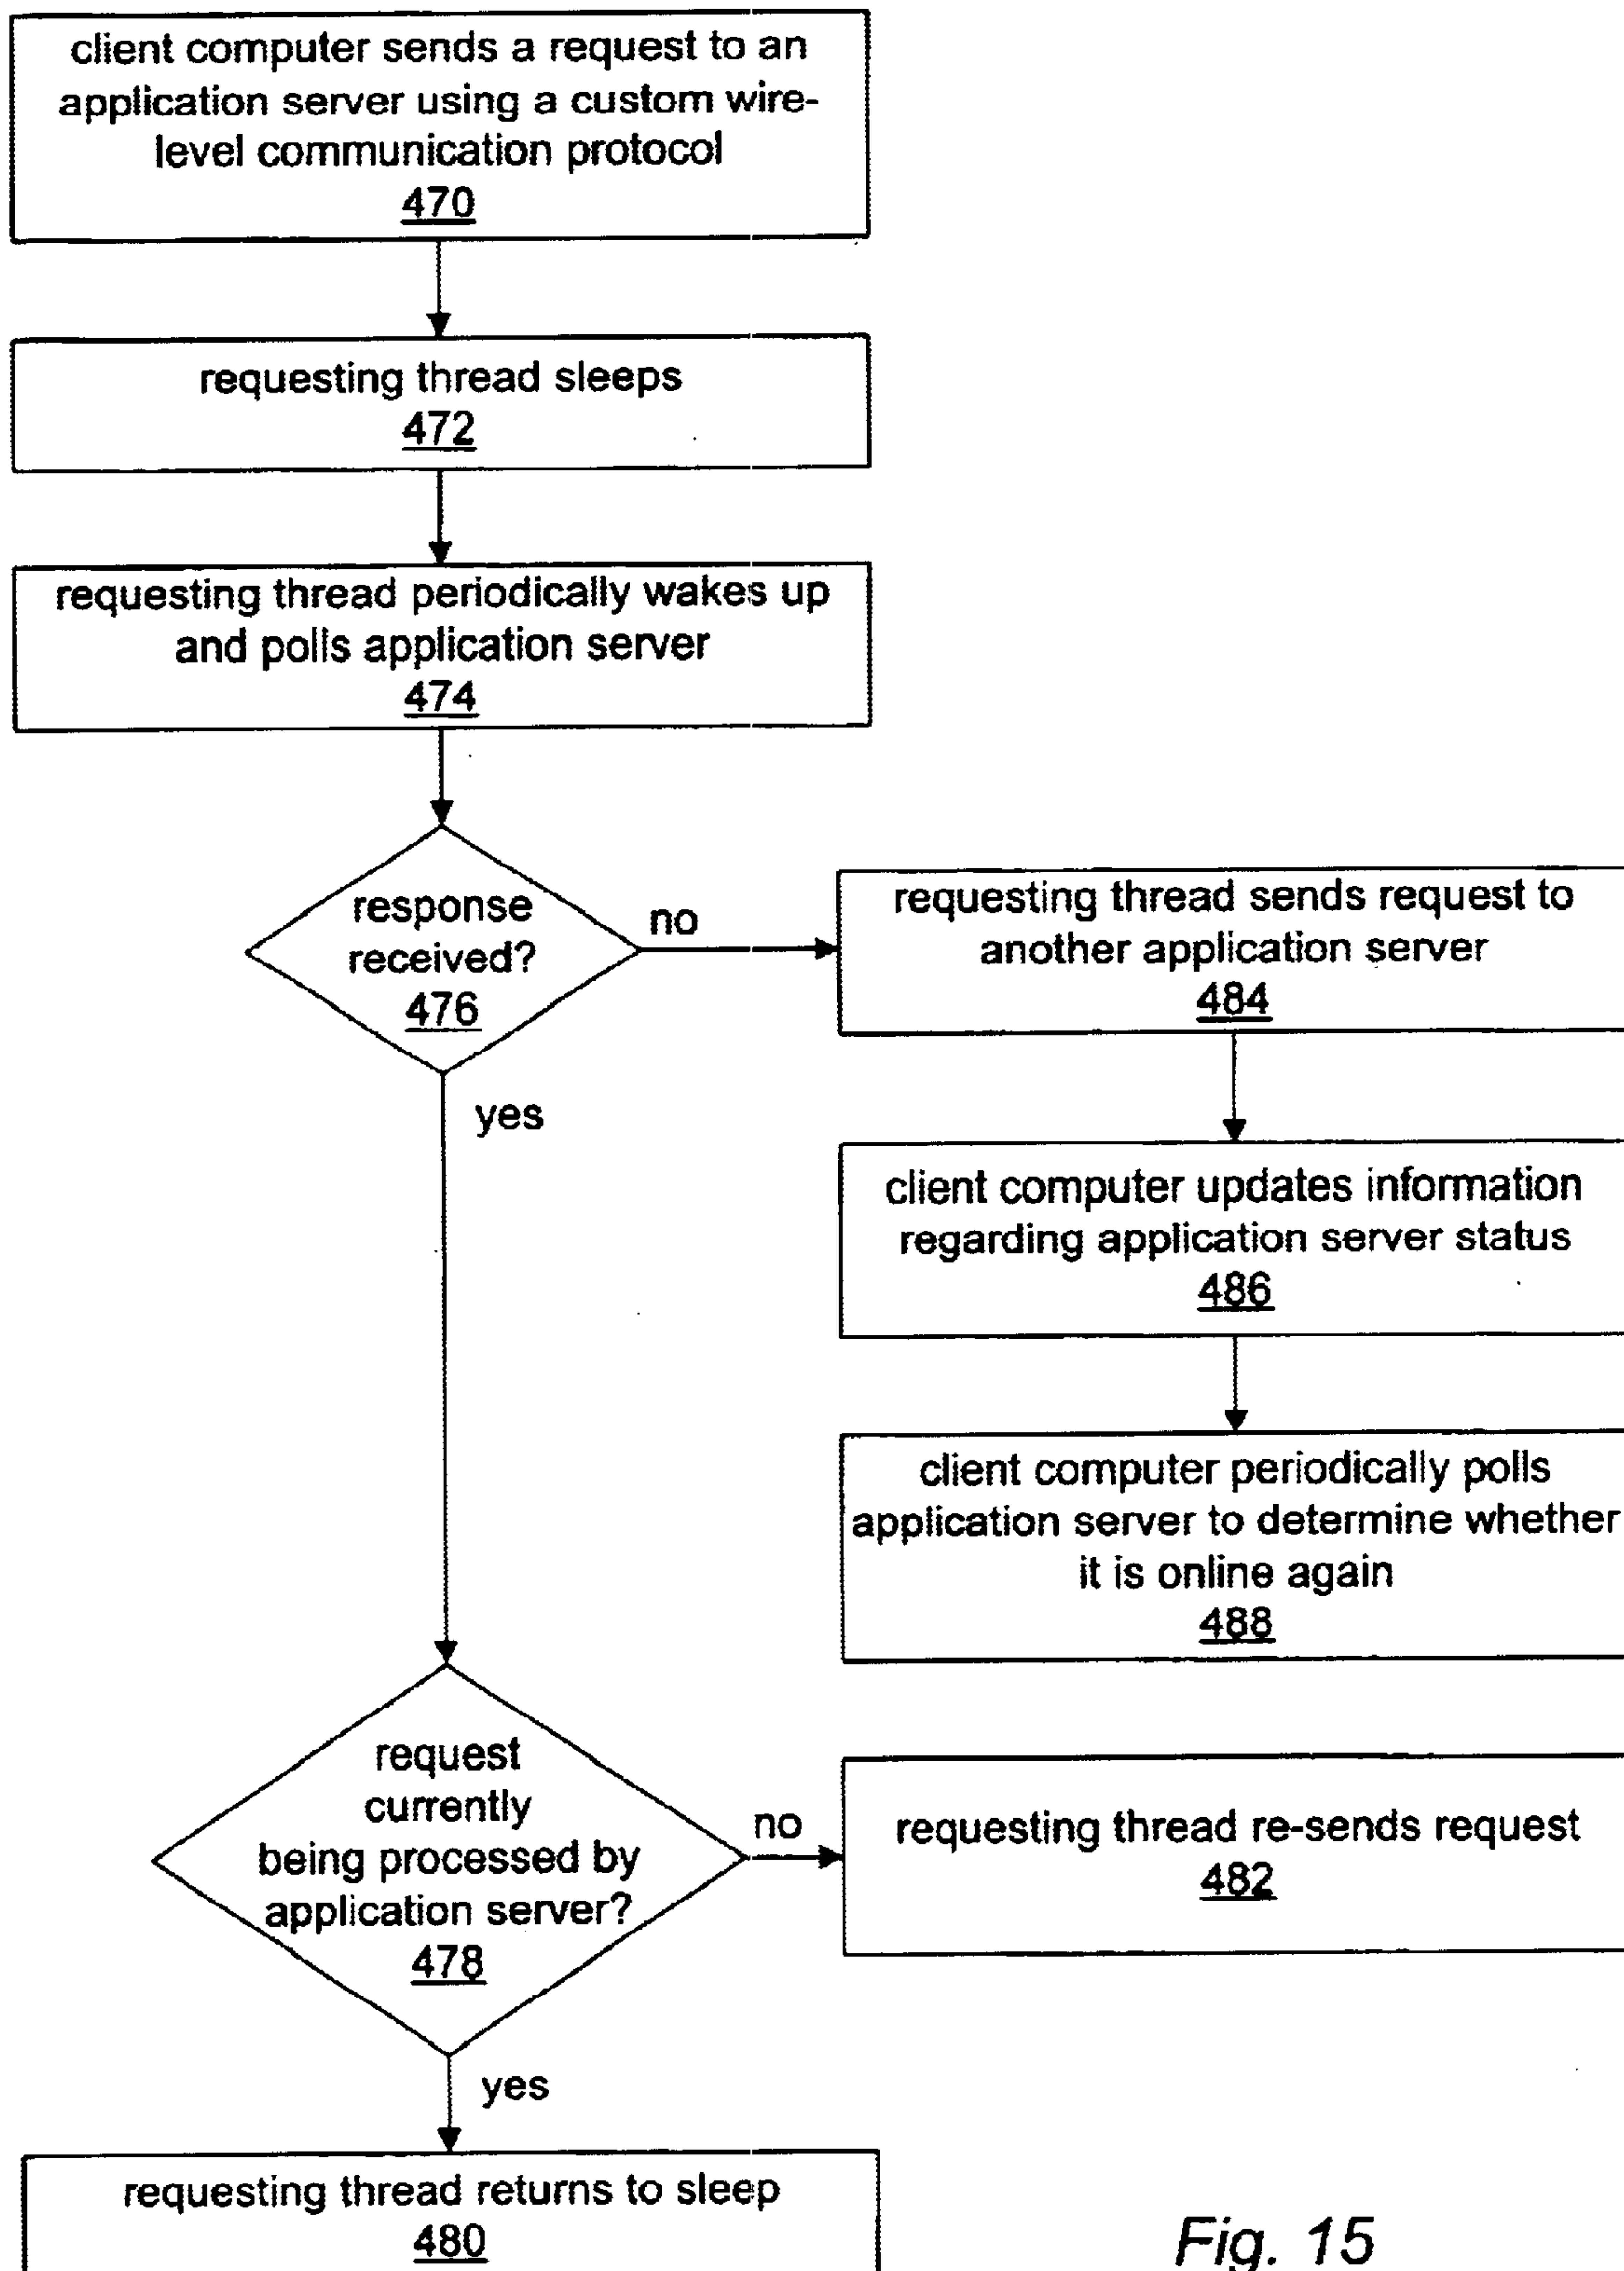 client computer sends a request to an
application server using a custom wire-
level communication protocol
470
requesting thread sleeps
472
requesting thread periodically wakes up
and polls application server
474
response
received?
476
no
requesting thread sends request to
another application server
484
yes
client computer updates information
regarding application server status
486
client computer periodically polls
application server to determine whether
it is online again
488
request
currently
being processed by
application server?
478
no
requesting thread re-sends request
482
yes
requesting thread returns to sleep
480
Fig. 15